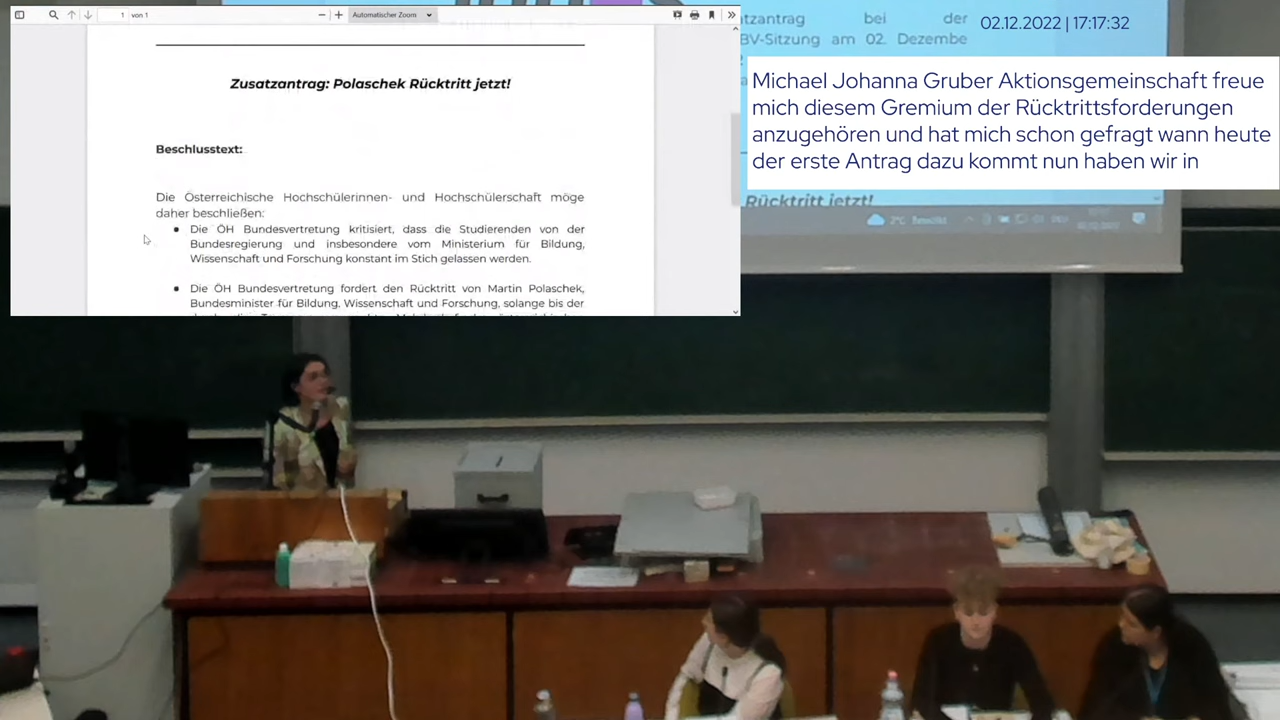 1 von 1
Automatischer Zoom
Zusatzantrag: Polaschek Rücktritt jetzt!
Beschlusstext:
Die Österreichische Hochschülerinnen- und Hochschülerschaft möge
daher beschließen:
Die ÖH Bundesvertretung kritisiert, dass die Studierenden von der
Bundesregierung und insbesondere vom Ministerium für Bildung,
Wissenschaft und Forschung konstant im Stich gelassen werden.
Die ÖH Bundesvertretung fordert den Rücktritt von Martin Polaschek,
Bundesminister für Bildung, Wissenschaft und Forschung, solange bis der
tzantrag bei der
BV-Sitzung am 02. Dezembe
02.12.2022 | 17:17:32
Michael Johanna Gruber Aktionsgemeinschaft freue
mich diesem Gremium der Rücktrittsforderungen
anzugehören und hat mich schon gefragt wann heute
der erste Antrag dazu kommt nun haben wir in
Rücktritt jetzt!
2°C